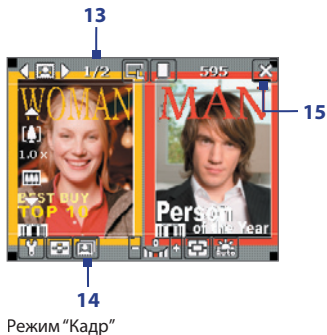 13
1/2 595
15
WOMAN MAN
1.0 x
BEST BUY
TOP 10
Person
of the Year
14
Режим “Кадр”